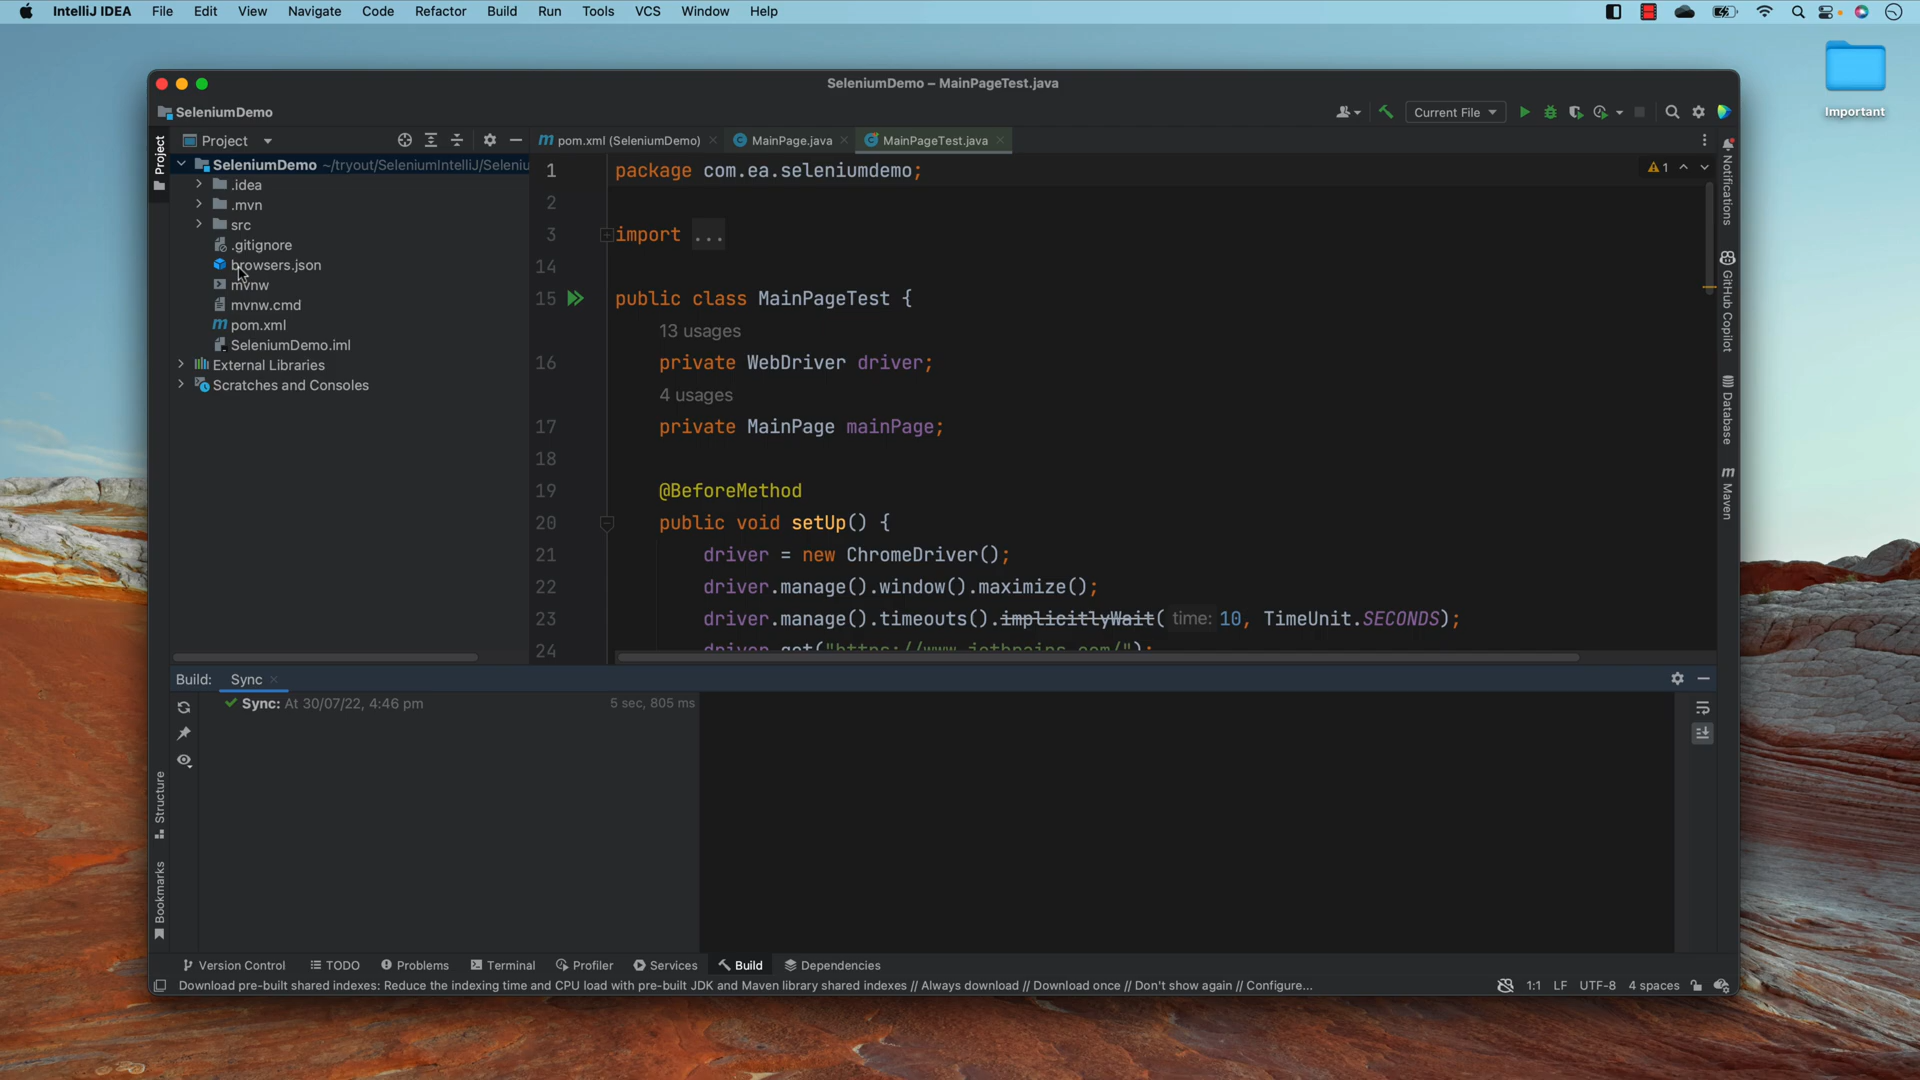 IntelliJ IDEA File Edit View Navigate Code Refactor Build Run Tools VCS Window Help
Important
SeleniumDemo – MainPageTest.java
SeleniumDemo
Current File
Project
Project
pom.xml (SeleniumDemo)
MainPage.java
MainPageTest.java
SeleniumDemo ~/tryout/SeleniumIntelliJ/Seleniu
.idea
.mvn
src
.gitignore
browsers.json
mvnw
mvnw.cmd
pom.xml
SeleniumDemo.iml
External Libraries
Scratches and Consoles
1 package com.ea.seleniumdemo;
2
3 import ...
14
15 public class MainPageTest {
13 usages
16 private WebDriver driver;
4 usages
17 private MainPage mainPage;
18
19 @BeforeMethod
20 public void setUp() {
21 driver = new ChromeDriver();
22 driver.manage().window().maximize();
23 driver.manage().timeouts().implicitlyWait( time: 10, TimeUnit.SECONDS);
24 driver.get("https://www.jetbrains.com/");
1
Notifications
GitHub Copilot
Database
Maven
Build: Sync
Sync: At 30/07/22, 4:46 pm 5 sec, 805 ms
Structure
Bookmarks
Version Control TODO Problems Terminal Profiler Services Build Dependencies
Download pre-built shared indexes: Reduce the indexing time and CPU load with pre-built JDK and Maven library shared indexes // Always download // Download once // Don't show again // Configure...
1:1 LF UTF-8 4 spaces